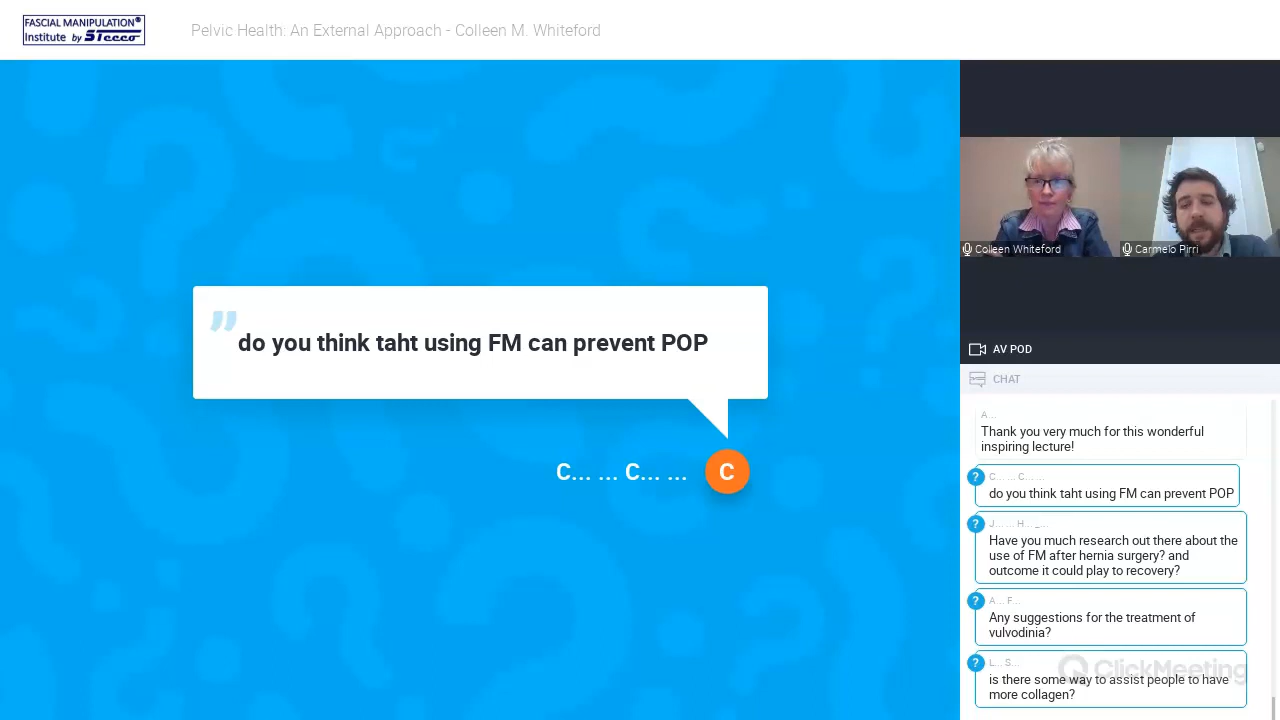 FASCIAL MANIPULATION®
Institute by STECCO
Pelvic Health: An External Approach - Colleen M. Whiteford
” do you think taht using FM can prevent POP
C... ... C... ... C
Colleen Whiteford
Carmelo Pirri
AV POD
CHAT
A...
Thank you very much for this wonderful
inspiring lecture!
? C... ... C... ...
do you think taht using FM can prevent POP
? J... ... H... _...
Have you much research out there about the
use of FM after hernia surgery? and
outcome it could play to recovery?
? A... F...
Any suggestions for the treatment of
vulvodinia?
? L... S...
ClickMeeting
is there some way to assist people to have
more collagen?